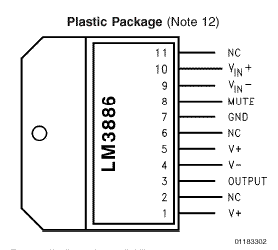 Plastic Package (Note 12)
LM3886
11 NC
10 VIN+
9 VIN-
8 MUTE
7 GND
6 NC
5 V+
4 V-
3 OUTPUT
2 NC
1 V+
01183302